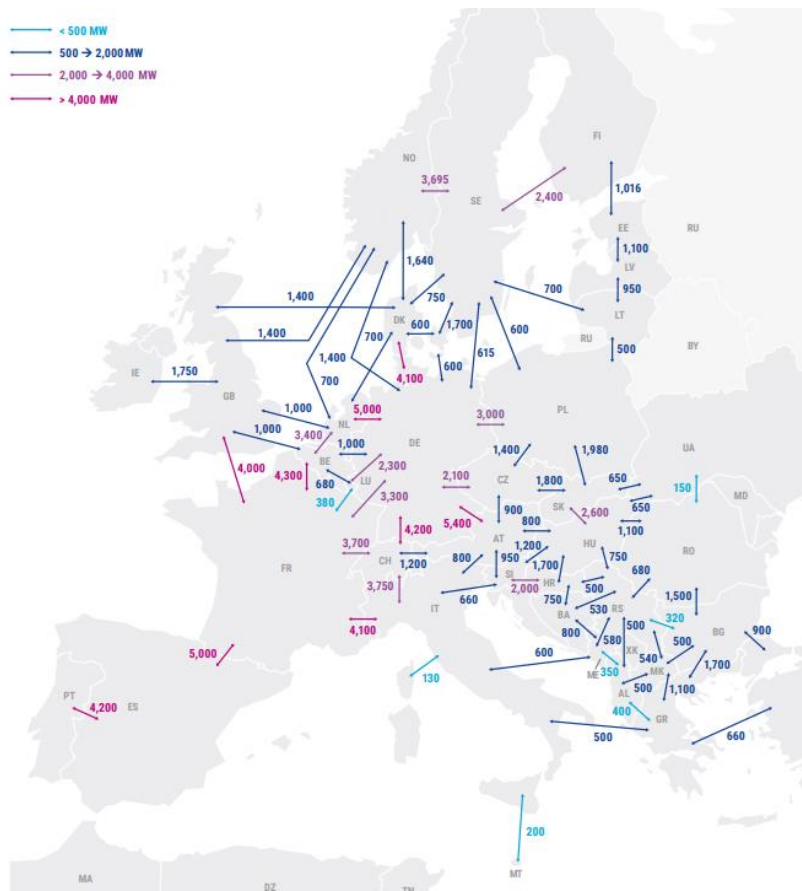 < 500 MW
500 → 2,000 MW
2,000 → 4,000 MW
> 4,000 MW
FI
NO
3,695
SE
2,400
1,016
EE
RU
1,100
LV
1,640
950
1,400
750
700
LT
DK
600
1,700
600
RU
1,400
700
500
BY
1,750
1,400
4,100
600
615
IE
700
GB
1,000
5,000
3,000
PL
NL
1,000
3,400
1,000
DE
1,400
1,980
UA
BE
2,300
4,000
4,300
680
LU
2,100
CZ
1,800
650
150
380
3,300
650
MD
SK
2,600
5,400
900
800
1,100
4,200
AT
1,200
HU
3,700
750
RO
FR
CH
1,200
800
950
1,700
680
SI
HR
500
3,750
2,000
750
1,500
IT
660
BA
530
RS
320
4,100
800
500
BG
580
900
XK
540
500
5,000
600
350
MK
1,700
130
ME
500
1,100
AL
PT
4,200
ES
400
GR
500
660
200
MT
MA
DZ
TN